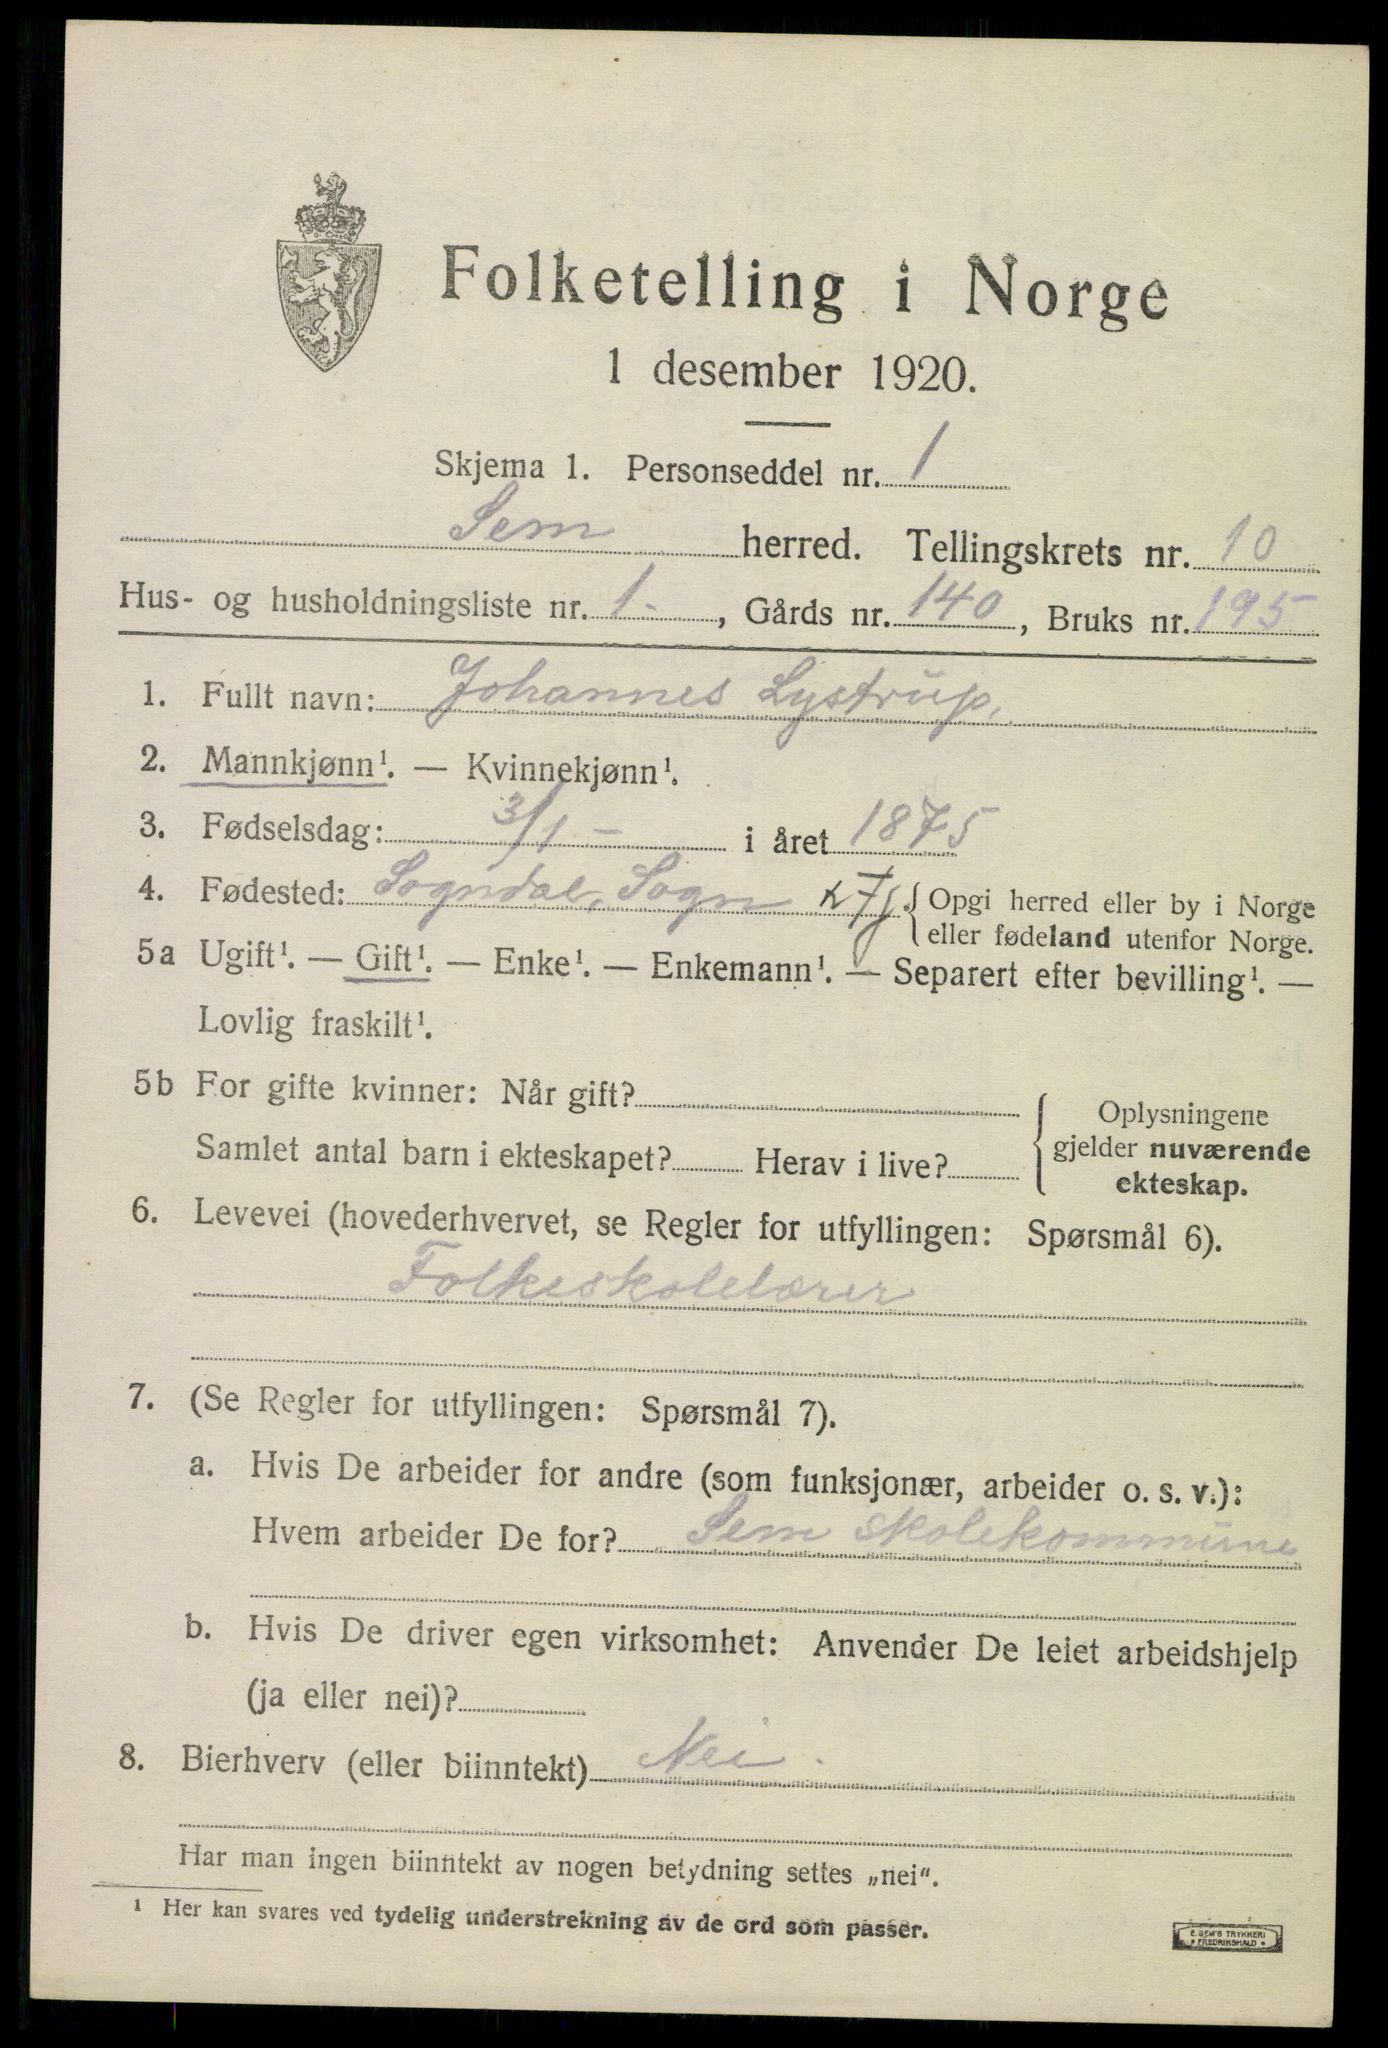 Folketelling i Norge
1 desember 1920.
Skjema 1. Personseddel nr. 1
Sem herred. Tellingskrets nr. 10
Hus- og husholdningsliste nr. 1-, Gårds nr. 140, Bruks nr. 195
1. Fullt navn: Johannes Lystrup,
2. Mannkjønn¹. — Kvinnekjønn¹.
3. Fødselsdag: 3/1 - i året 1875
4. Fødested: Sogndal, Sogn { Opgi herred eller by i Norge
eller fødeland utenfor Norge.
5a Ugift¹. — Gift¹. — Enke¹. — Enkemann¹. — Separert efter bevilling¹. —
Lovlig fraskilt¹.
5b For gifte kvinner: Når gift?
Samlet antal barn i ekteskapet? Herav i live?
{ Oplysningene
gjelder nuværende
ekteskap.
6. Levevei (hovederhvervet, se Regler for utfyllingen: Spørsmål 6).
Folkeskolelærer
7. (Se Regler for utfyllingen: Spørsmål 7).
a. Hvis De arbeider for andre (som funksjonær, arbeider o. s. v.):
Hvem arbeider De for? Sem skolekommune
b. Hvis De driver egen virksomhet: Anvender De leiet arbeidshjelp
(ja eller nei)?
8. Bierhverv (eller biinntekt) Nei.
Har man ingen biinntekt av nogen betydning settes „nei“.
¹ Her kan svares ved tydelig understrekning av de ord som passer.
E. SEM'S TRYKKERI
• FREDRIKSHALD •